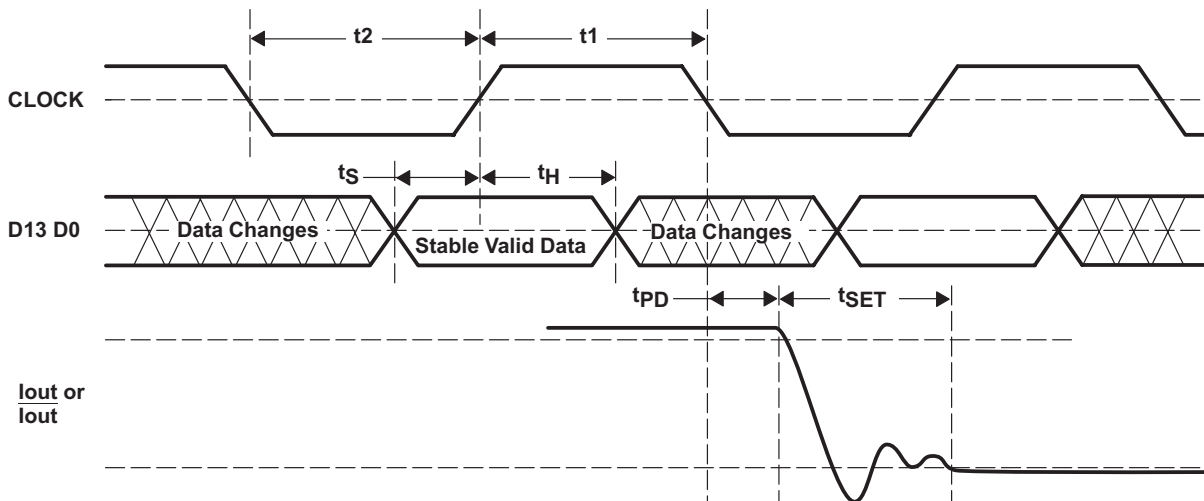 t2 t1
CLOCK
tS tH
D13 D0 Data Changes Stable Valid Data Data Changes
tPD tSET
Iout or
Iout